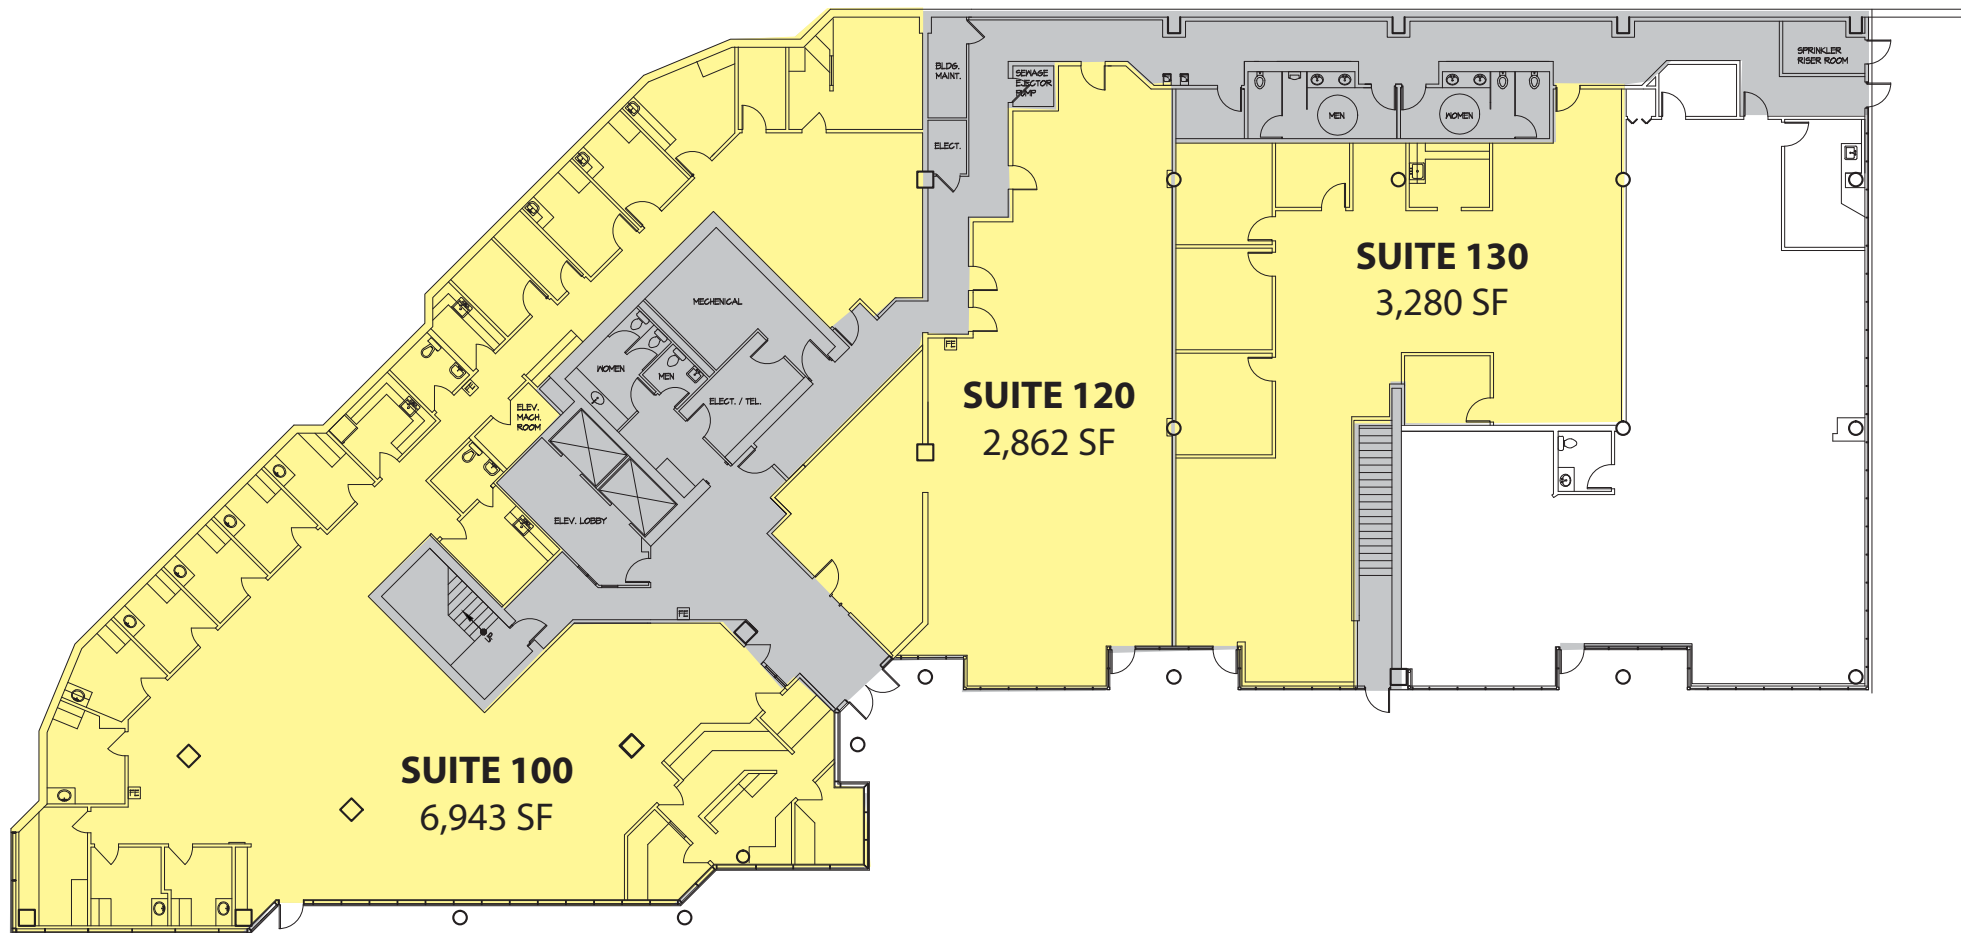 BLDG.
MAINT.
SEWAGE
EJECTOR
PUMP
SPRINKLER
RISER ROOM
MEN
WOMEN
ELECT.
SUITE 130
3,280 SF
MECHENICAL
FE
WOMEN
MEN
ELECT. / TEL.
SUITE 120
2,862 SF
FE
ELEV.
MACH.
ROOM
ELEV. LOBBY
FE
UP
SUITE 100
6,943 SF
FE